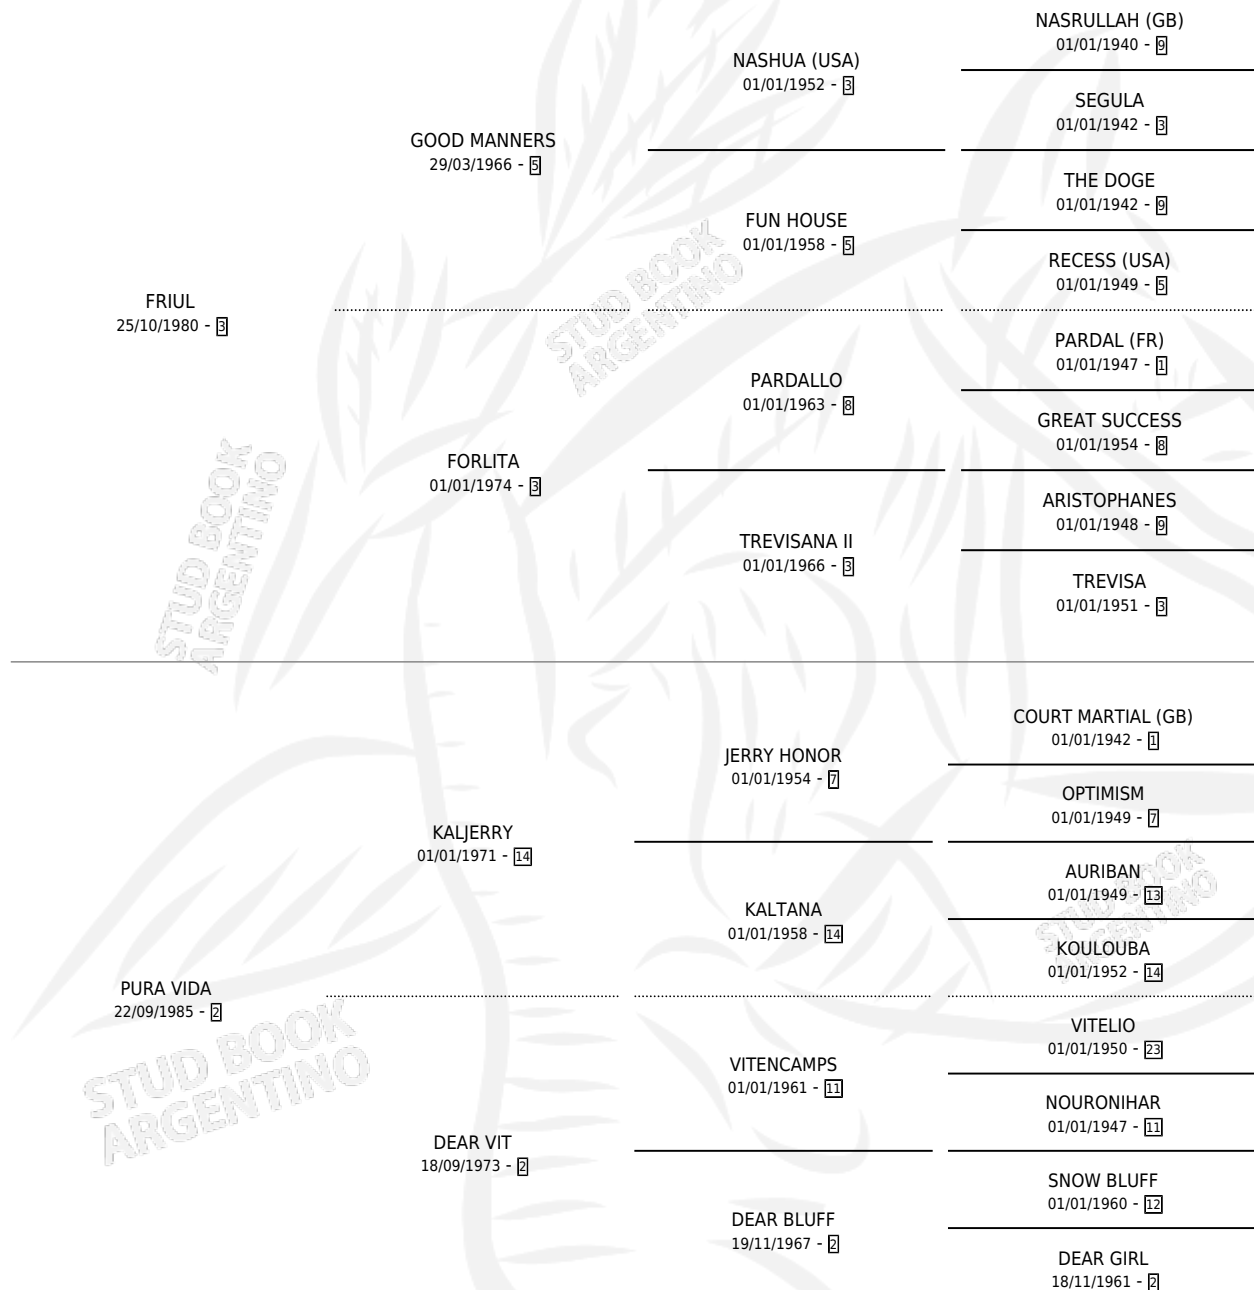 NASRULLAH (GB)
01/01/1940 - 9
NASHUA (USA)
01/01/1952 - 3
SEGULA
01/01/1942 - 3
GOOD MANNERS
29/03/1966 - 5
THE DOGE
01/01/1942 - 9
FUN HOUSE
01/01/1958 - 5
RECESS (USA)
01/01/1949 - 5
FRIUL
25/10/1980 - 3
PARDAL (FR)
01/01/1947 - 1
PARDALLO
01/01/1963 - 8
GREAT SUCCESS
01/01/1954 - 8
FORLITA
01/01/1974 - 3
ARISTOPHANES
01/01/1948 - 9
TREVISANA II
01/01/1966 - 3
TREVISA
01/01/1951 - 3
COURT MARTIAL (GB)
01/01/1942 - 1
JERRY HONOR
01/01/1954 - 7
OPTIMISM
01/01/1949 - 7
KALJERRY
01/01/1971 - 14
AURIBAN
01/01/1949 - 13
KALTANA
01/01/1958 - 14
KOULOUBA
01/01/1952 - 14
PURA VIDA
22/09/1985 - 2
VITELIO
01/01/1950 - 23
VITENCAMPS
01/01/1961 - 11
NOURONIHAR
01/01/1947 - 11
DEAR VIT
18/09/1973 - 2
SNOW BLUFF
01/01/1960 - 12
DEAR BLUFF
19/11/1967 - 2
DEAR GIRL
18/11/1961 - 2
STUD BOOK
ARGENTINO
STUD BOOK
ARGENTINO
STUD BOOK
ARGENTINO
STUD BOOK
ARGENTINO